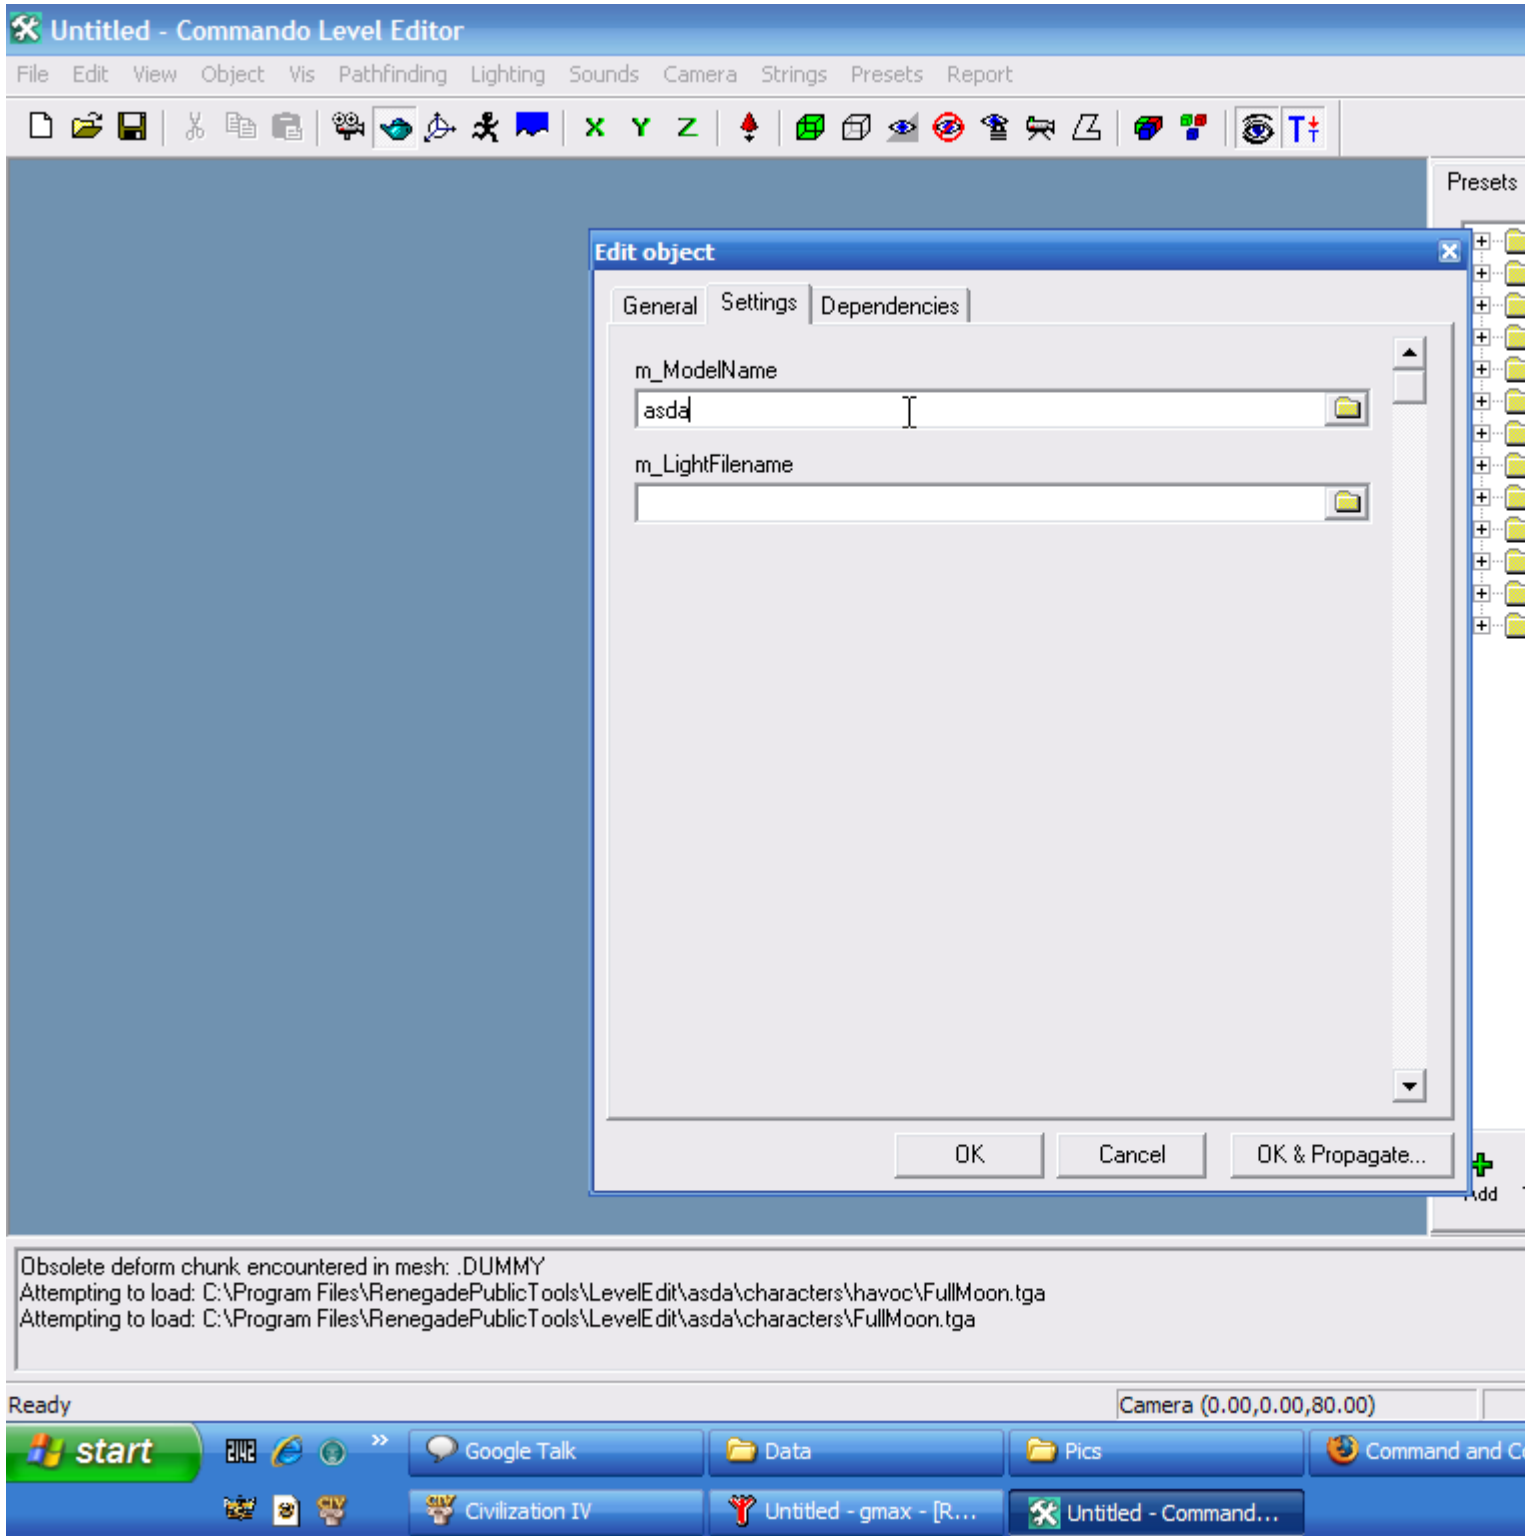 Untitled - Commando Level Editor
File Edit View Object Vis Pathfinding Lighting Sounds Camera Strings Presets Report
X Y Z
Presets
Edit object
General Settings Dependencies
m_ModelName
asda
m_LightFilename
OK Cancel OK & Propagate...
Obsolete deform chunk encountered in mesh: .DUMMY
Attempting to load: C:\Program Files\RenegadePublicTools\LevelEdit\asda\characters\havoc\FullMoon.tga
Attempting to load: C:\Program Files\RenegadePublicTools\LevelEdit\asda\characters\FullMoon.tga
Ready Camera (0.00,0.00,80.00)
start 2142 » Google Talk Data Pics Command and
CIV Civilization IV Untitled - gmax - [R... Untitled - Command...